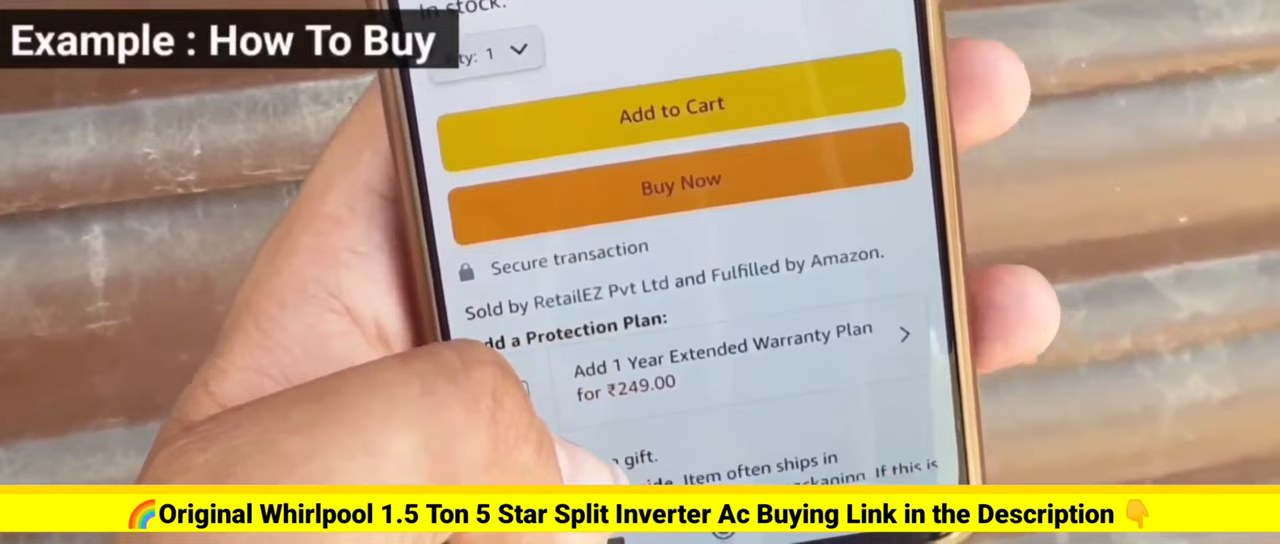 In stock.
Example : How To Buy
ty: 1
Add to Cart
Buy Now
Secure transaction
Sold by RetailEZ Pvt Ltd and Fulfilled by Amazon.
dd a Protection Plan:
Add 1 Year Extended Warranty Plan
for ₹249.00
gift.
Item often ships in
If this is
🌈Original Whirlpool 1.5 Ton 5 Star Split Inverter Ac Buying Link in the Description 👇